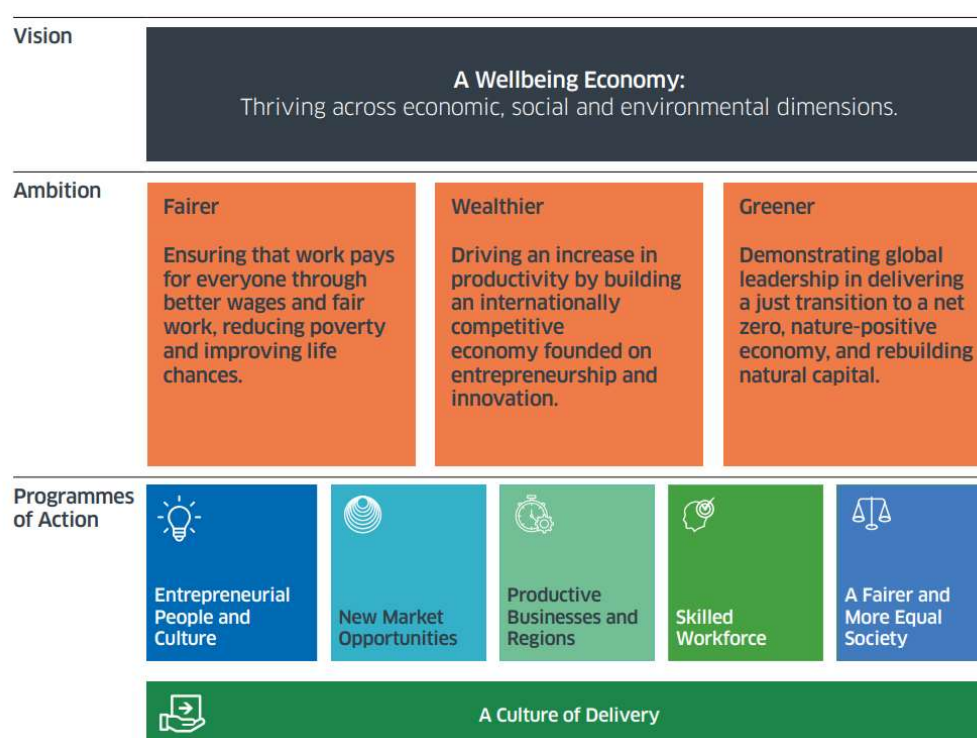 Vision
A Wellbeing Economy:
Thriving across economic, social and environmental dimensions.
Ambition
Fairer
Ensuring that work pays
for everyone through
better wages and fair
work, reducing poverty
and improving life
chances.
Wealthier
Driving an increase in
productivity by building
an internationally
competitive
economy founded on
entrepreneurship and
innovation.
Greener
Demonstrating global
leadership in delivering
a just transition to a net
zero, nature-positive
economy, and rebuilding
natural capital.
Programmes
of Action
Entrepreneurial
People and
Culture
New Market
Opportunities
Productive
Businesses and
Regions
Skilled
Workforce
A Fairer and
More Equal
Society
A Culture of Delivery